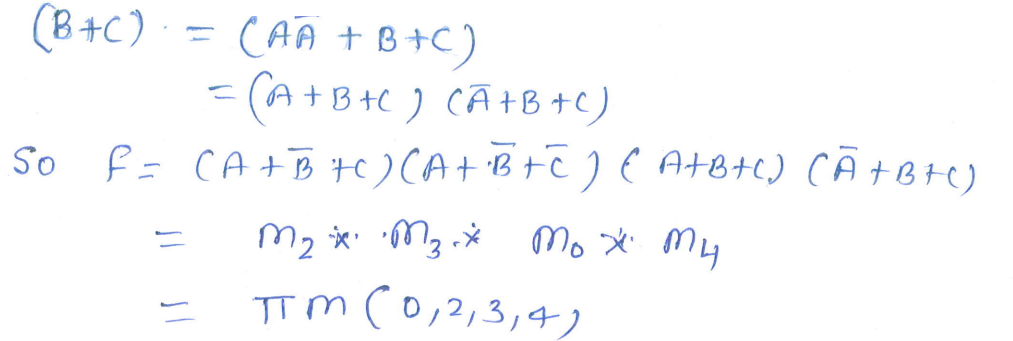 (B+C) . = (AĀ + B+C)
= (A+B+C) (Ā+B+C)
So f = (A+B̄+C)(A+B̄+C̄) (A+B+C) (Ā+B+C)
= m₂ * m₃ * m₀ * m₄
= πm (0,2,3,4)